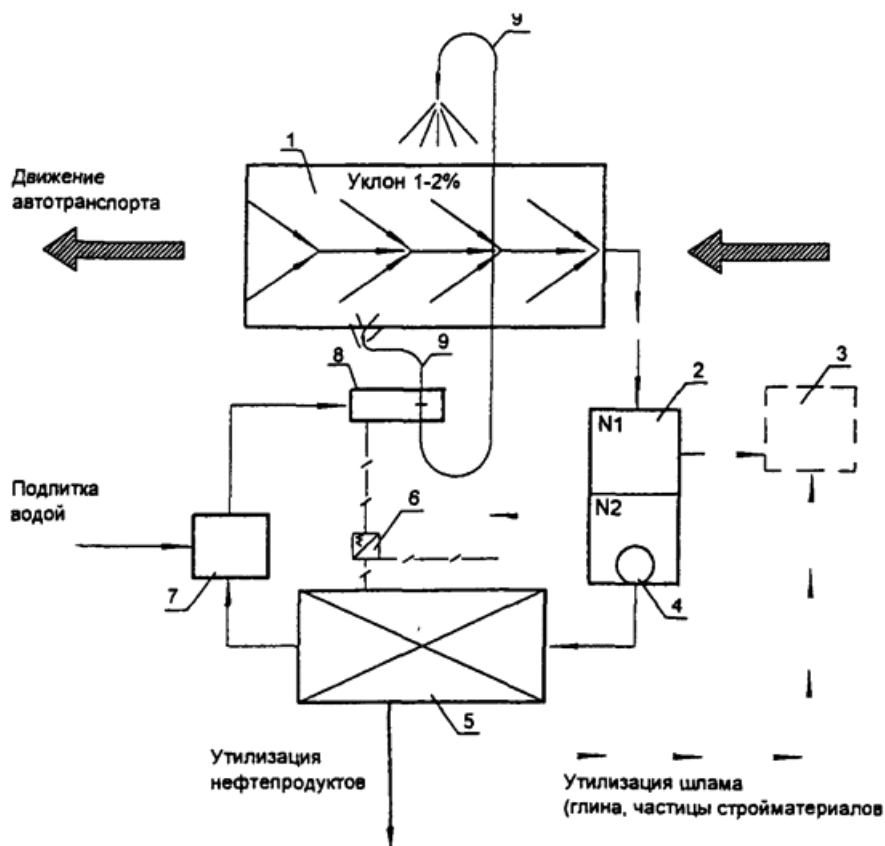 9
1
Уклон 1-2%
Движение
автотранспорта
9
8
2
3
N1
N2
Подлитка
водой
6
7
4
5
Утилизация
нефтепродуктов
Утилизация шлама
(глина, частицы стройматериалов